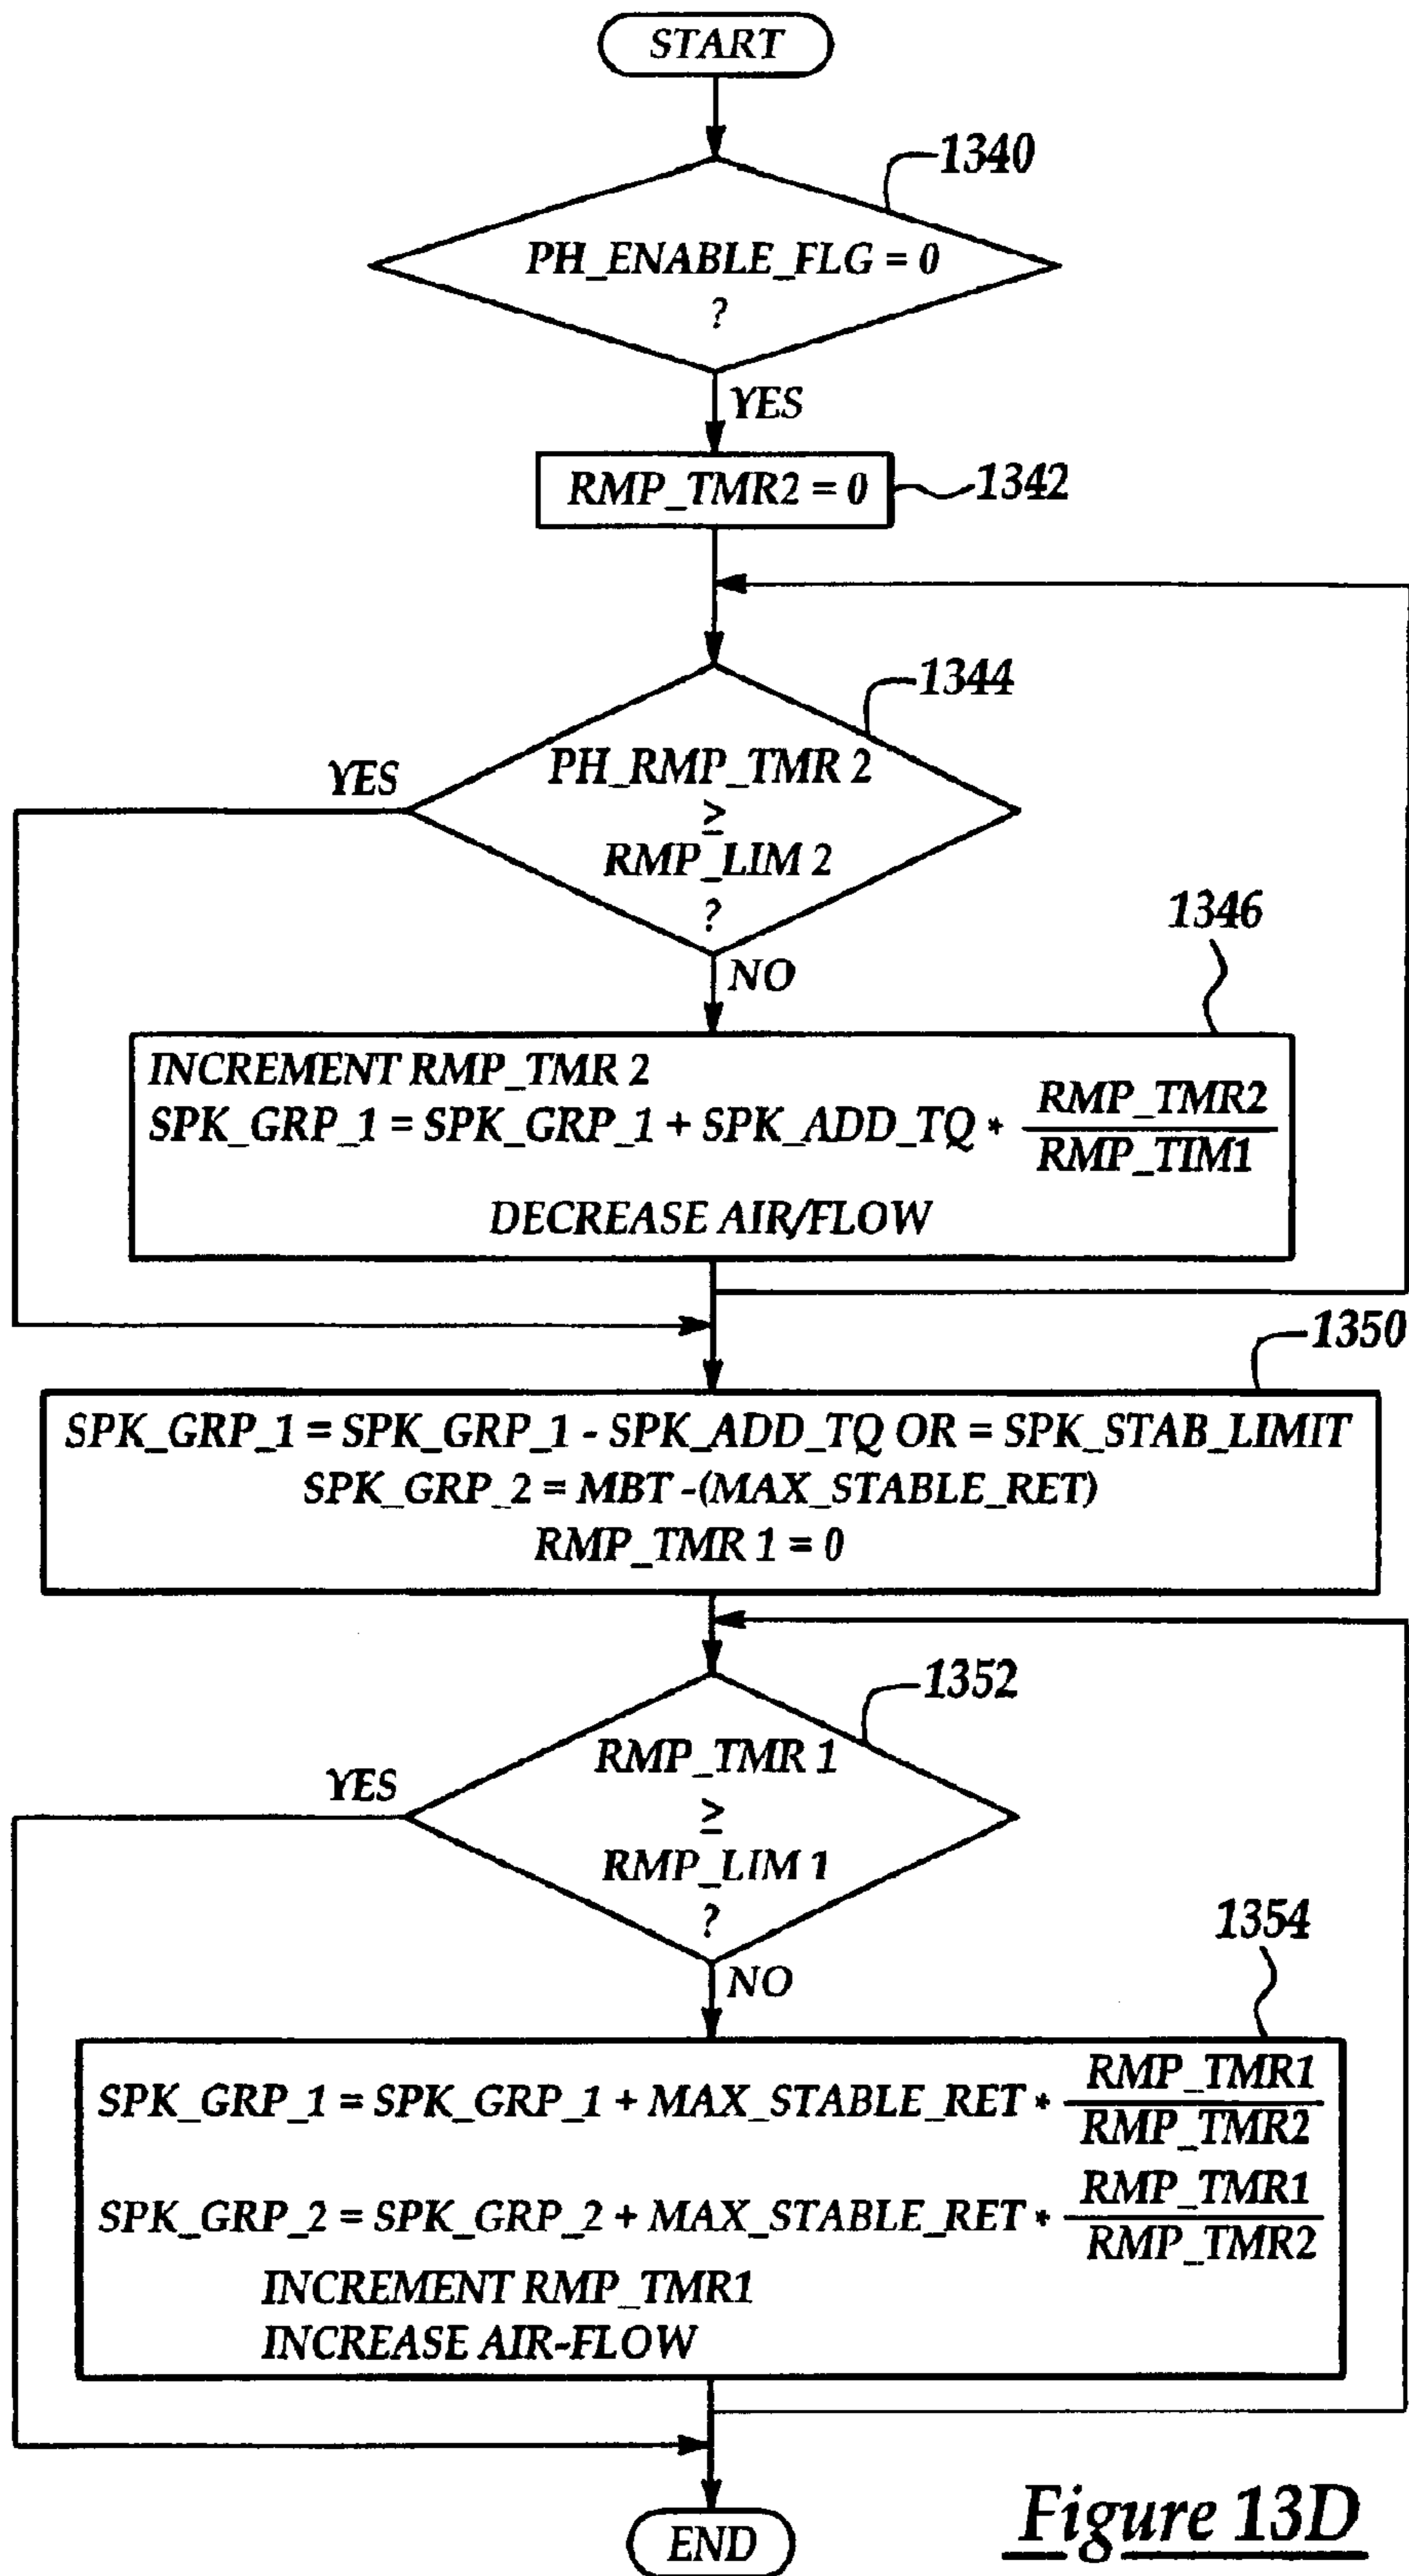 START
1340
PH_ENABLE_FLG = 0
?
YES
RMP_TMR2 = 0
1342
1344
YES
PH_RMP_TMR 2
≥
RMP_LIM 2
?
NO
1346
INCREMENT RMP_TMR 2
SPK_GRP_1 = SPK_GRP_1 + SPK_ADD_TQ * RMP_TMR2
RMP_TIM1
DECREASE AIR/FLOW
1350
SPK_GRP_1 = SPK_GRP_1 - SPK_ADD_TQ OR = SPK_STAB_LIMIT
SPK_GRP_2 = MBT -(MAX_STABLE_RET)
RMP_TMR 1 = 0
1352
YES
RMP_TMR 1
≥
RMP_LIM 1
?
NO
1354
SPK_GRP_1 = SPK_GRP_1 + MAX_STABLE_RET * RMP_TMR1
RMP_TMR2
SPK_GRP_2 = SPK_GRP_2 + MAX_STABLE_RET * RMP_TMR1
RMP_TMR2
INCREMENT RMP_TMR1
INCREASE AIR-FLOW
END
Figure 13D